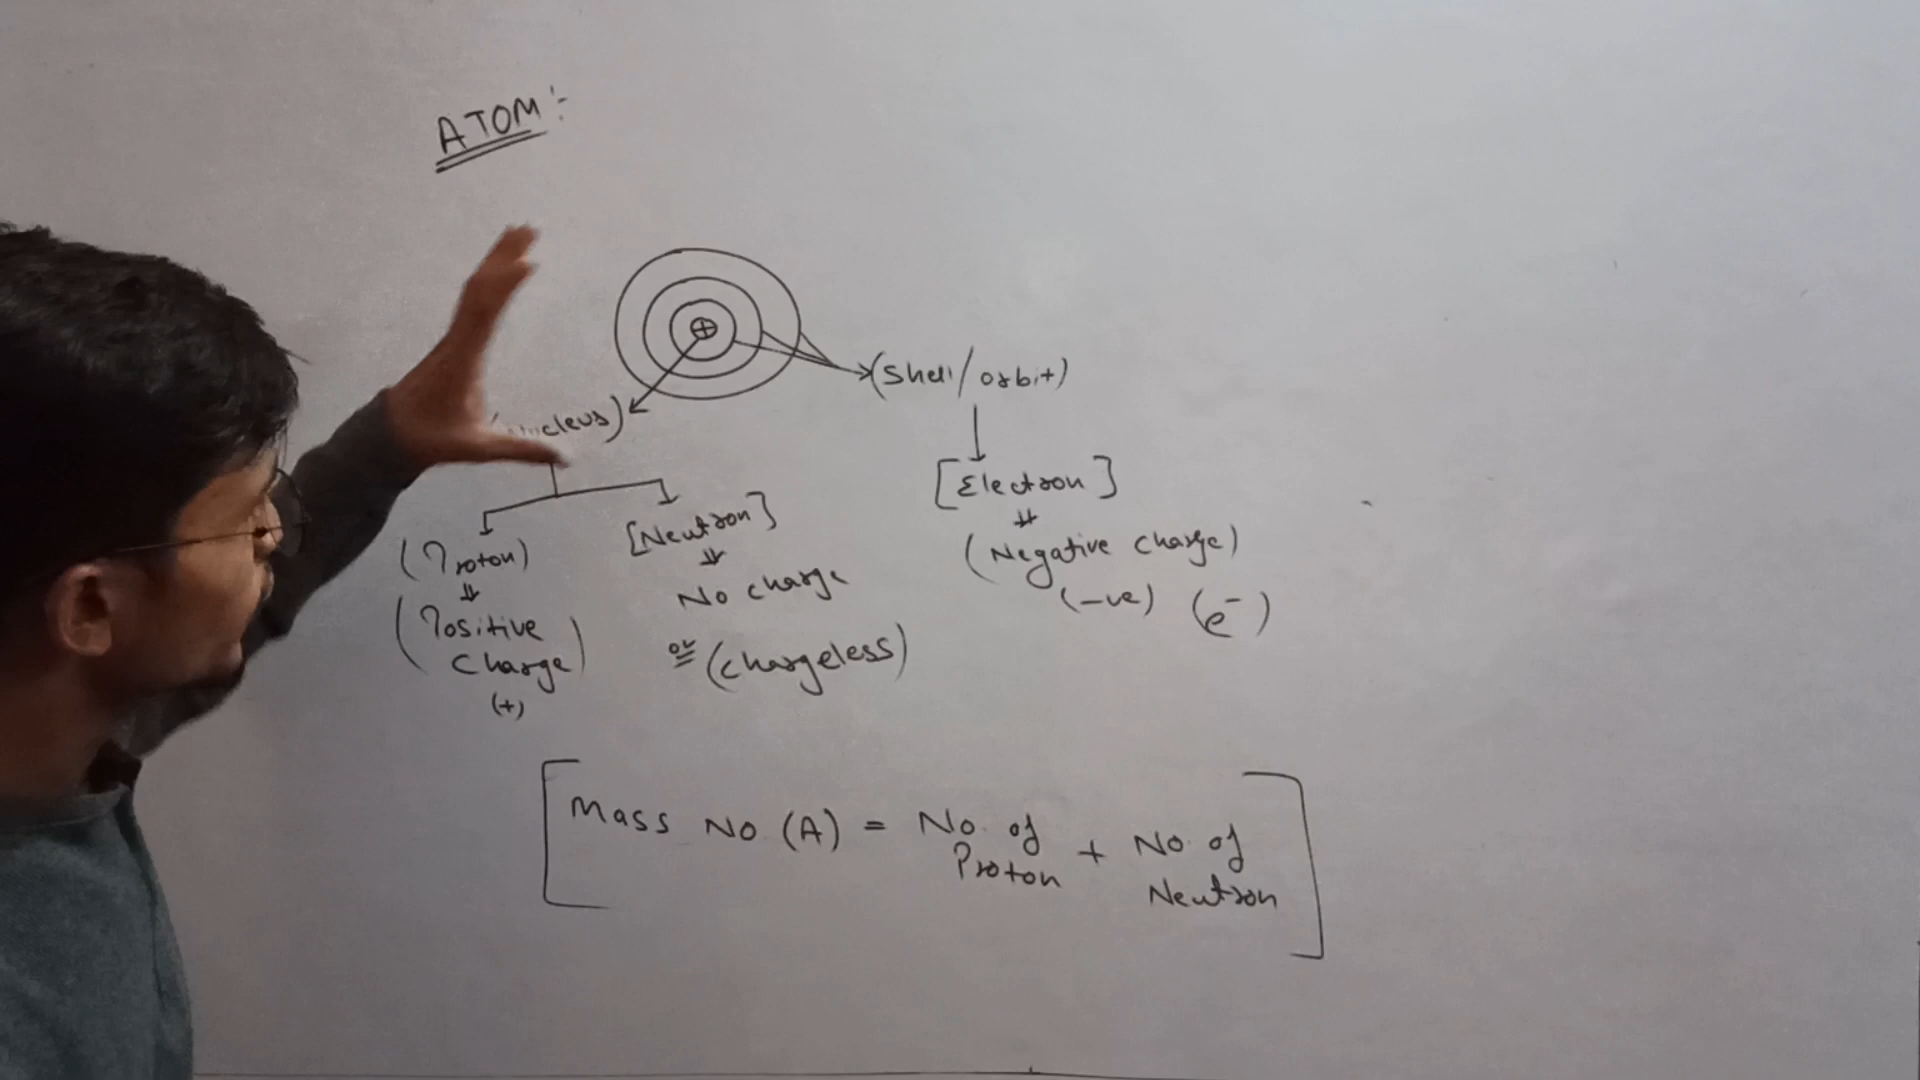 ATOM :-
(Shell/orbit)
(Nucleus)
[Electron]
[Neutron]
(Proton)
(Negative charge)
(-ve) (e⁻)
No charge
(Positive
Charge)
(+)
or (chargeless)
[Mass No (A) = No. of Proton + No. of Neutron]